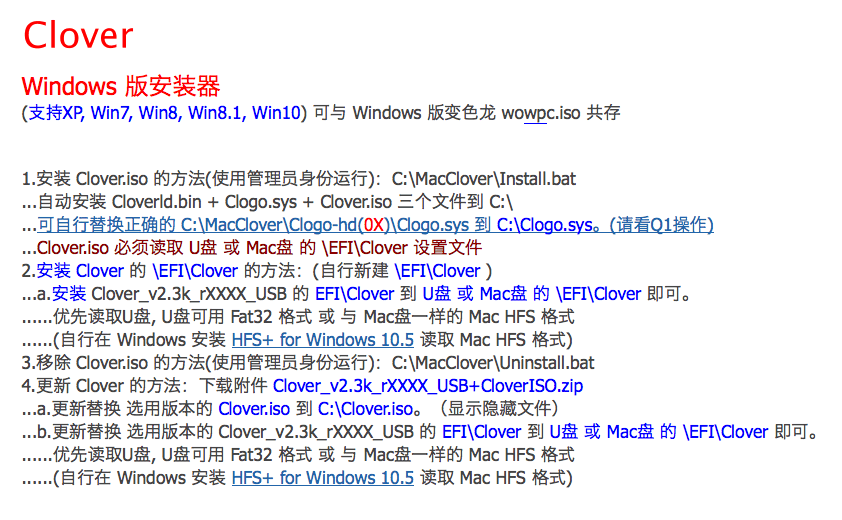 Clover
Windows 版安装器
(支持XP, Win7, Win8, Win8.1, Win10) 可与 Windows 版变色龙 wowpc.iso 共存
1.安装 Clover.iso 的方法(使用管理员身份运行)：C:\MacClover\Install.bat
...自动安装 Cloverld.bin + Clogo.sys + Clover.iso 三个文件到 C:\
...可自行替换正确的 C:\MacClover\Clogo-hd(0X)\Clogo.sys 到 C:\Clogo.sys。(请看Q1操作)
...Clover.iso 必须读取 U盘 或 Mac盘 的 \EFI\Clover 设置文件
2.安装 Clover 的 \EFI\Clover 的方法：(自行新建 \EFI\Clover )
...a.安装 Clover_v2.3k_rXXXX_USB 的 EFI\Clover 到 U盘 或 Mac盘 的 \EFI\Clover 即可。
......优先读取U盘, U盘可用 Fat32 格式 或 与 Mac盘一样的 Mac HFS 格式
......(自行在 Windows 安装 HFS+ for Windows 10.5 读取 Mac HFS 格式)
3.移除 Clover.iso 的方法(使用管理员身份运行)：C:\MacClover\Uninstall.bat
4.更新 Clover 的方法：下载附件 Clover_v2.3k_rXXXX_USB+CloverISO.zip
...a.更新替换 选用版本的 Clover.iso 到 C:\Clover.iso。（显示隐藏文件）
...b.更新替换 选用版本的 Clover_v2.3k_rXXXX_USB 的 EFI\Clover 到 U盘 或 Mac盘 的 \EFI\Clover 即可。
......优先读取U盘, U盘可用 Fat32 格式 或 与 Mac盘一样的 Mac HFS 格式
......(自行在 Windows 安装 HFS+ for Windows 10.5 读取 Mac HFS 格式)